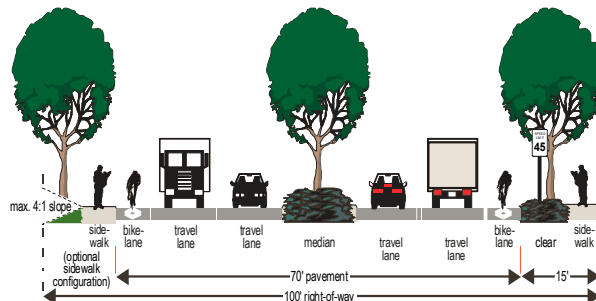 SPEED
LIMIT
45
max. 4:1 slope
side-
walk
(optional
sidewalk
configuration)
bike-
lane
travel
lane
travel
lane
median
travel
lane
travel
lane
bike-
lane
clear
side-
walk
70' pavement
15'
100' right-of-way